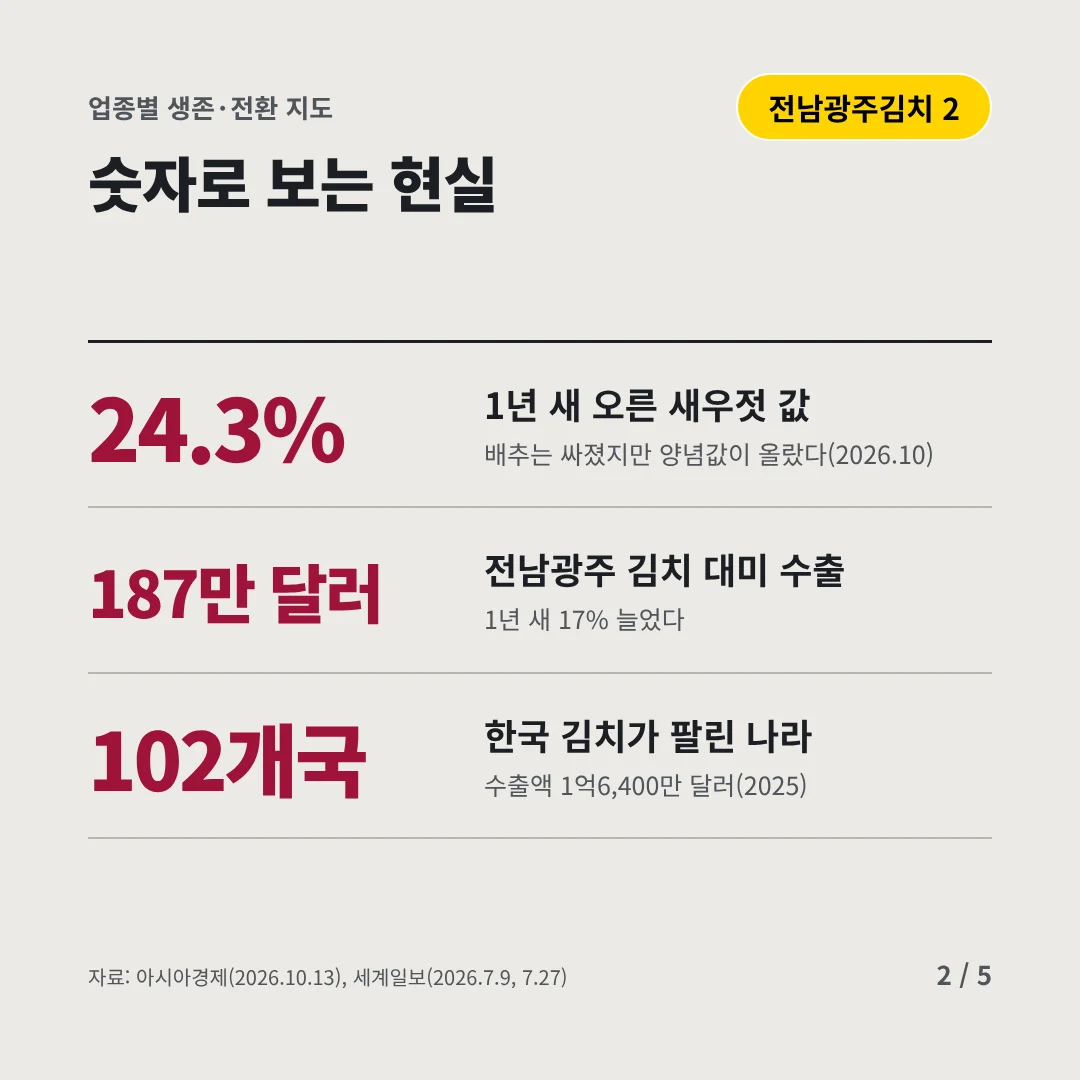 업종별 생존·전환 지도
전남광주김치 2
숫자로 보는 현실
24.3%
1년 새 오른 새우젓 값
배추는 싸졌지만 양념값이 올랐다(2026.10)
187만 달러
전남광주 김치 대미 수출
1년 새 17% 늘었다
102개국
한국 김치가 팔린 나라
수출액 1억6,400만 달러(2025)
자료: 아시아경제(2026.10.13), 세계일보(2026.7.9, 7.27)
2 / 5